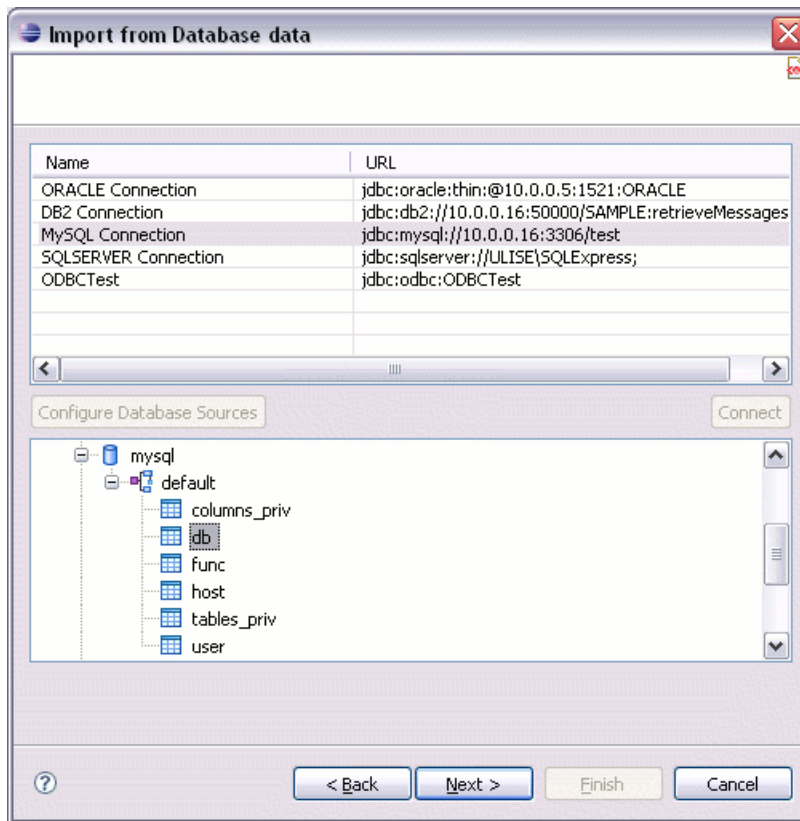 Import from Database data
Name URL
ORACLE Connection jdbc:oracle:thin:@10.0.0.5:1521:ORACLE
DB2 Connection jdbc:db2://10.0.0.16:50000/SAMPLE:retrieveMessages
MySQL Connection jdbc:mysql://10.0.0.16:3306/test
SQLSERVER Connection jdbc:sqlserver://ULISE\SQLExpress;
ODBCTest jdbc:odbc:ODBCTest
Configure Database Sources Connect
mysql
default
columns_priv
db
func
host
tables_priv
user
< Back Next > Finish Cancel